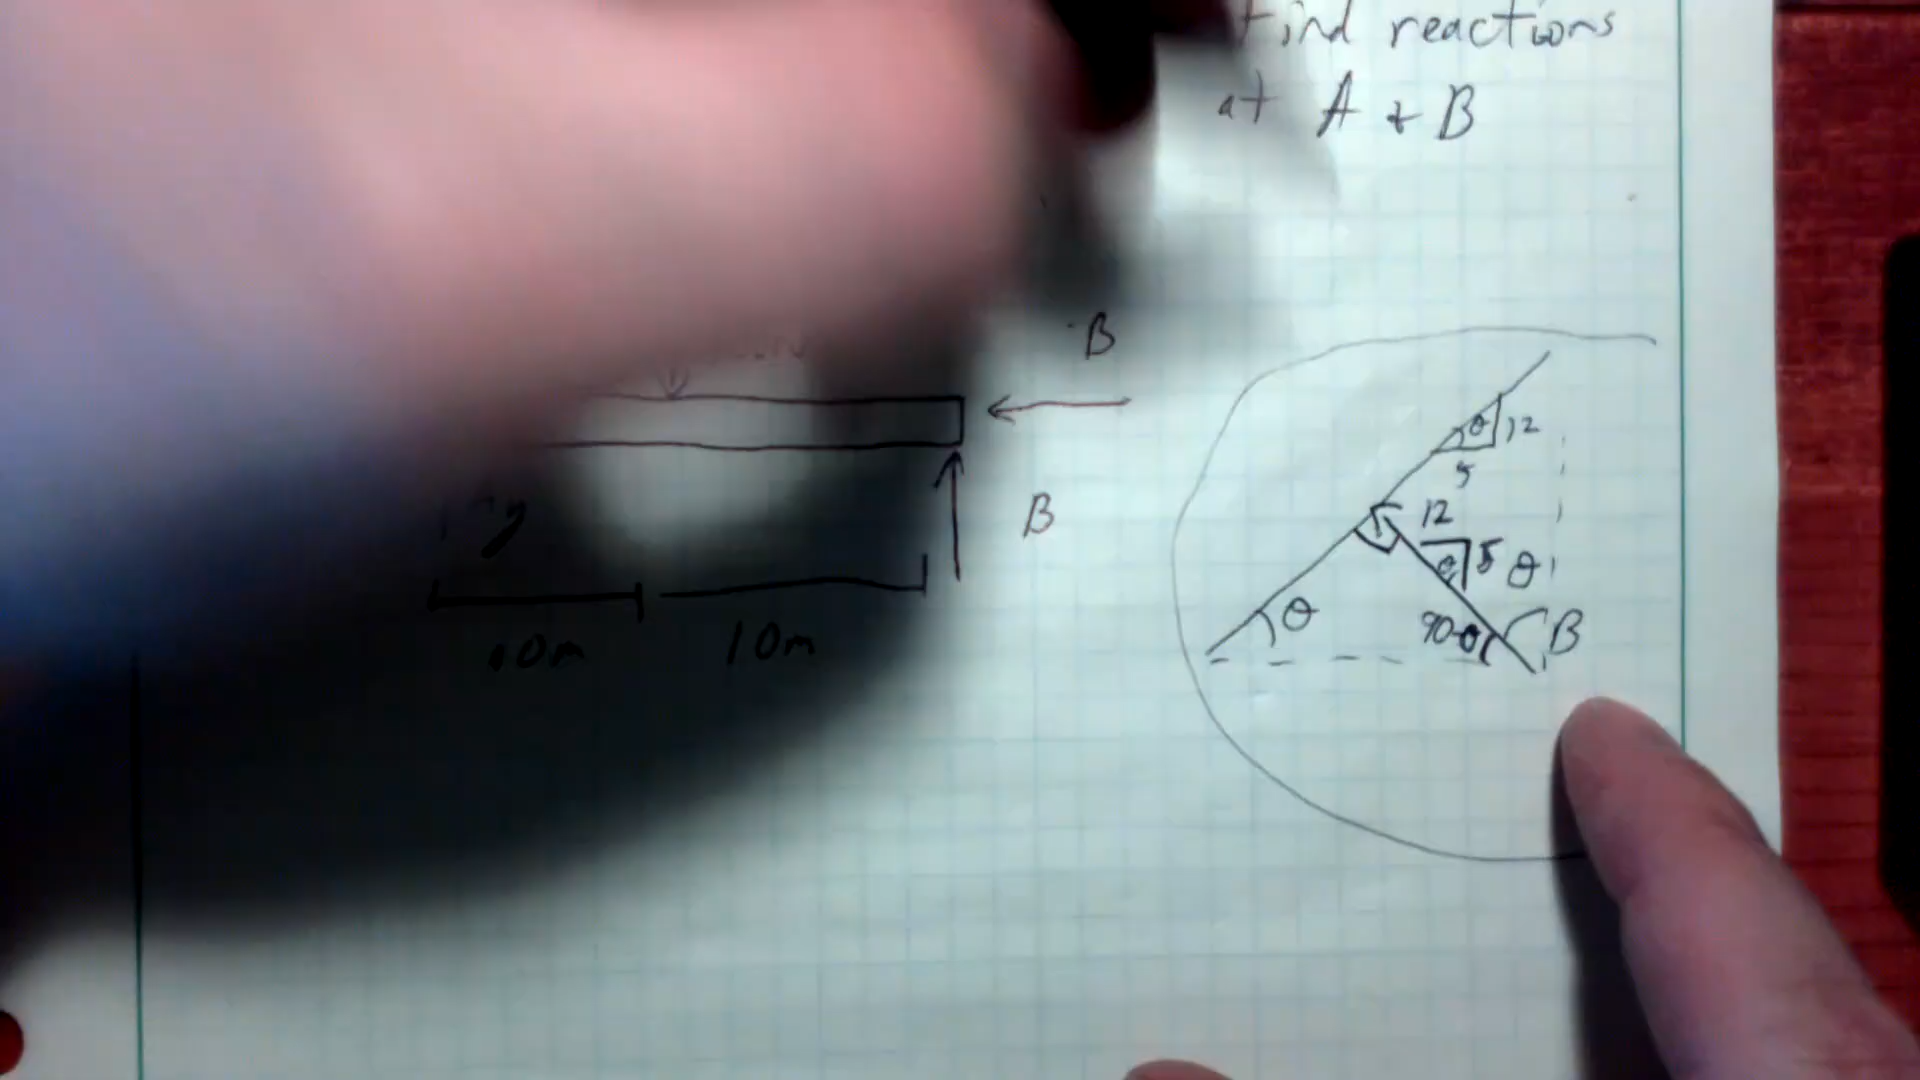 find reactions
at A + B
B
B
10m
10m
θ 12
5
12
θ 5 θ
θ
90-θ B